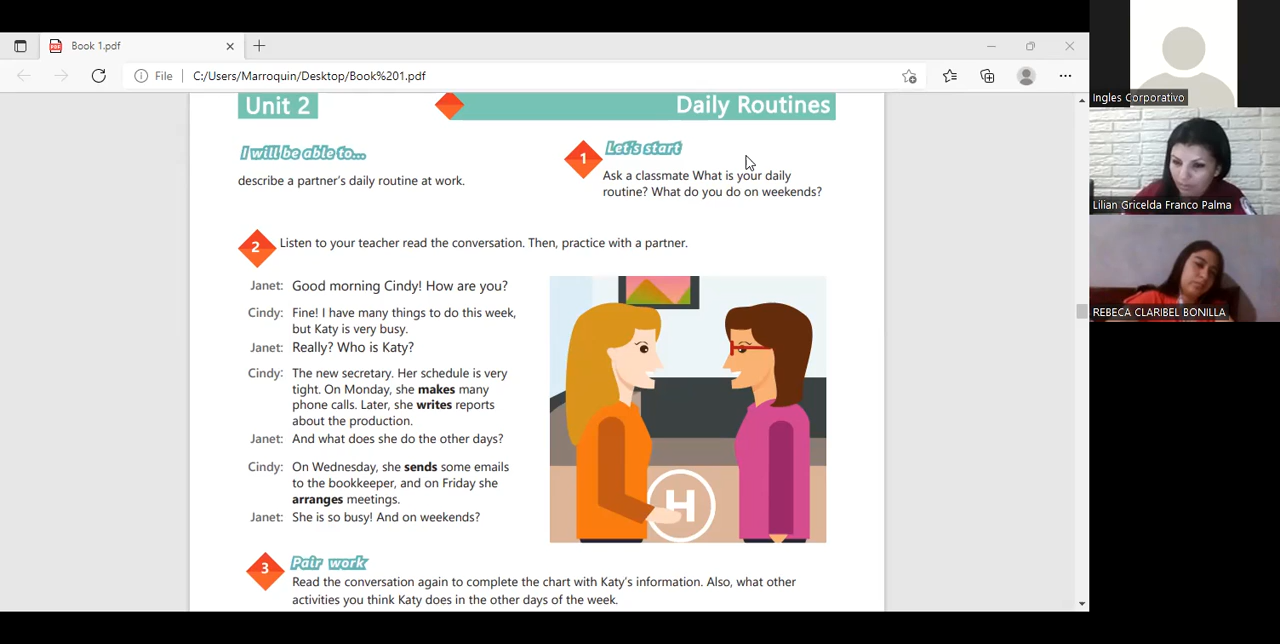 Book 1.pdf
File
C:/Users/Marroquin/Desktop/Book%201.pdf
Unit 2
Daily Routines
I will be able to...
describe a partner's daily routine at work.
1
Let's start
Ask a classmate What is your daily
routine? What do you do on weekends?
2
Listen to your teacher read the conversation. Then, practice with a partner.
Janet: Good morning Cindy! How are you?
Cindy: Fine! I have many things to do this week,
but Katy is very busy.
Janet: Really? Who is Katy?
Cindy: The new secretary. Her schedule is very
tight. On Monday, she makes many
phone calls. Later, she writes reports
about the production.
Janet: And what does she do the other days?
Cindy: On Wednesday, she sends some emails
to the bookkeeper, and on Friday she
arranges meetings.
Janet: She is so busy! And on weekends?
H
3
Pair work
Read the conversation again to complete the chart with Katy's information. Also, what other
activities you think Katy does in the other days of the week.
Ingles Corporativo
Lilian Gricelda Franco Palma
REBECA CLARIBEL BONILLA